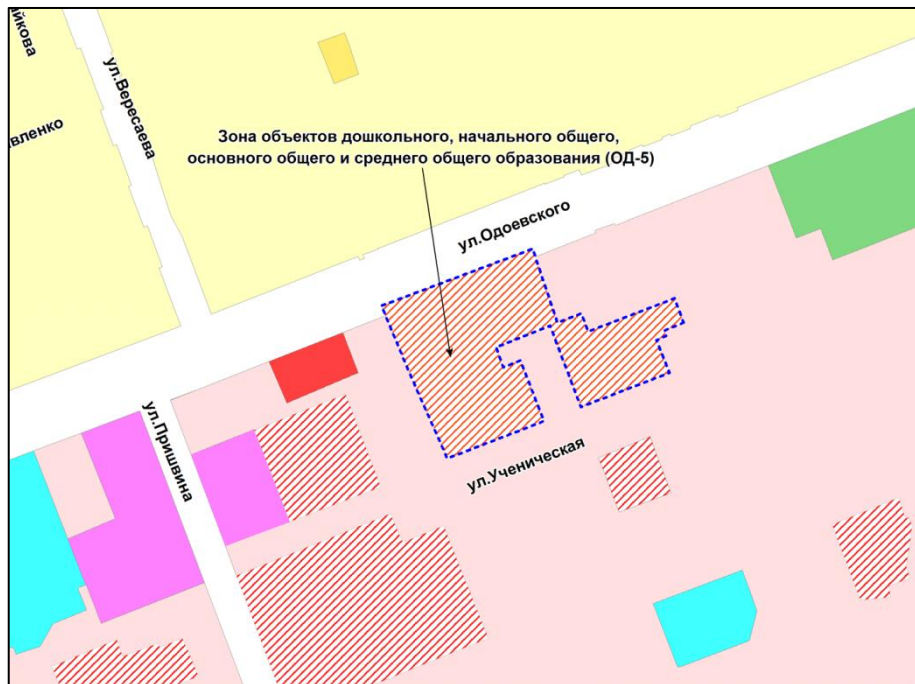 йкова
ул.Вересаева
вленко
Зона объектов дошкольного, начального общего,
основного общего и среднего общего образования (ОД-5)
ул.Одоевского
ул.Пришвина
ул.Ученическая